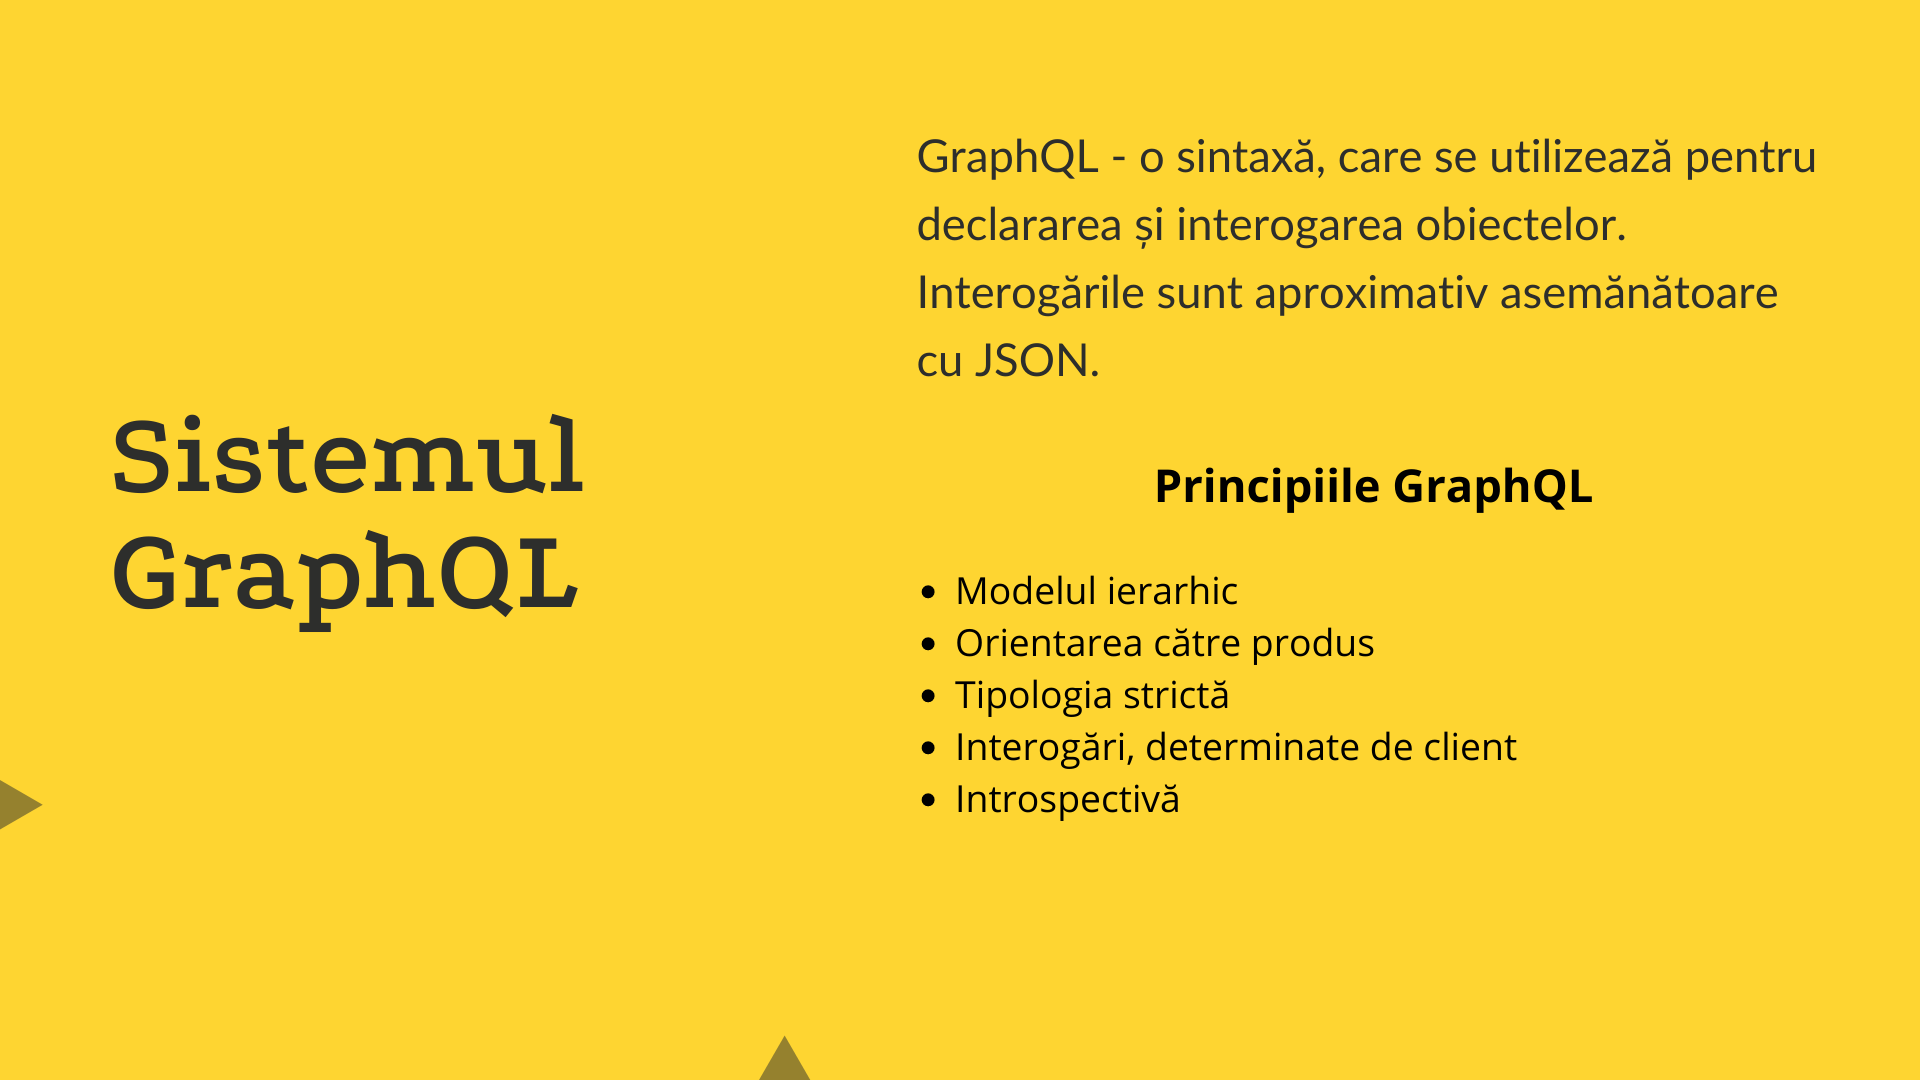 Sistemul
GraphQL
GraphQL - o sintaxă, care se utilizează pentru
declararea și interogarea obiectelor.
Interogările sunt aproximativ asemănătoare
cu JSON.
Principiile GraphQL
• Modelul ierarhic
• Orientarea către produs
• Tipologia strictă
• Interogări, determinate de client
• Introspectivă